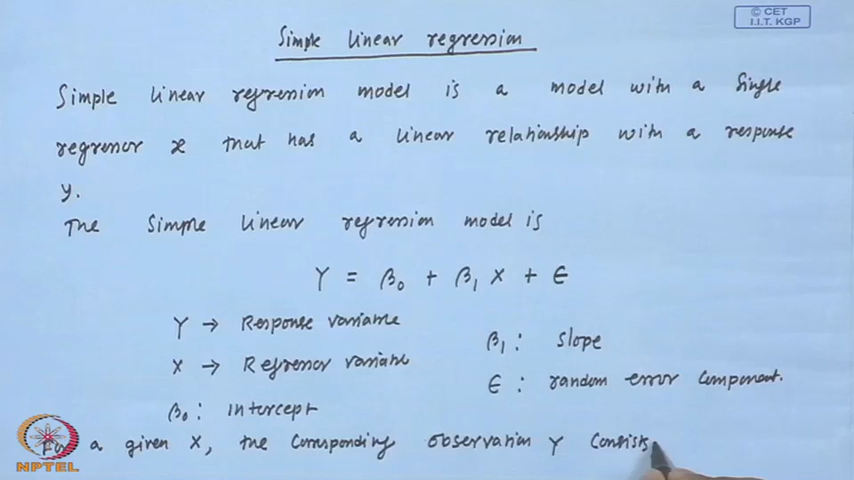 © CET
I.I.T. KGP
Simple linear regression
Simple linear regression model is a model with a single
regressor x that has a linear relationship with a response
y.
The simple linear regression model is
Y = β₀ + β₁ X + ϵ
Y → Response variable
X → Regressor variable
β₀ : intercept
β₁ : slope
ϵ : random error component.
For a given X, the corresponding observation Y consists
NPTEL